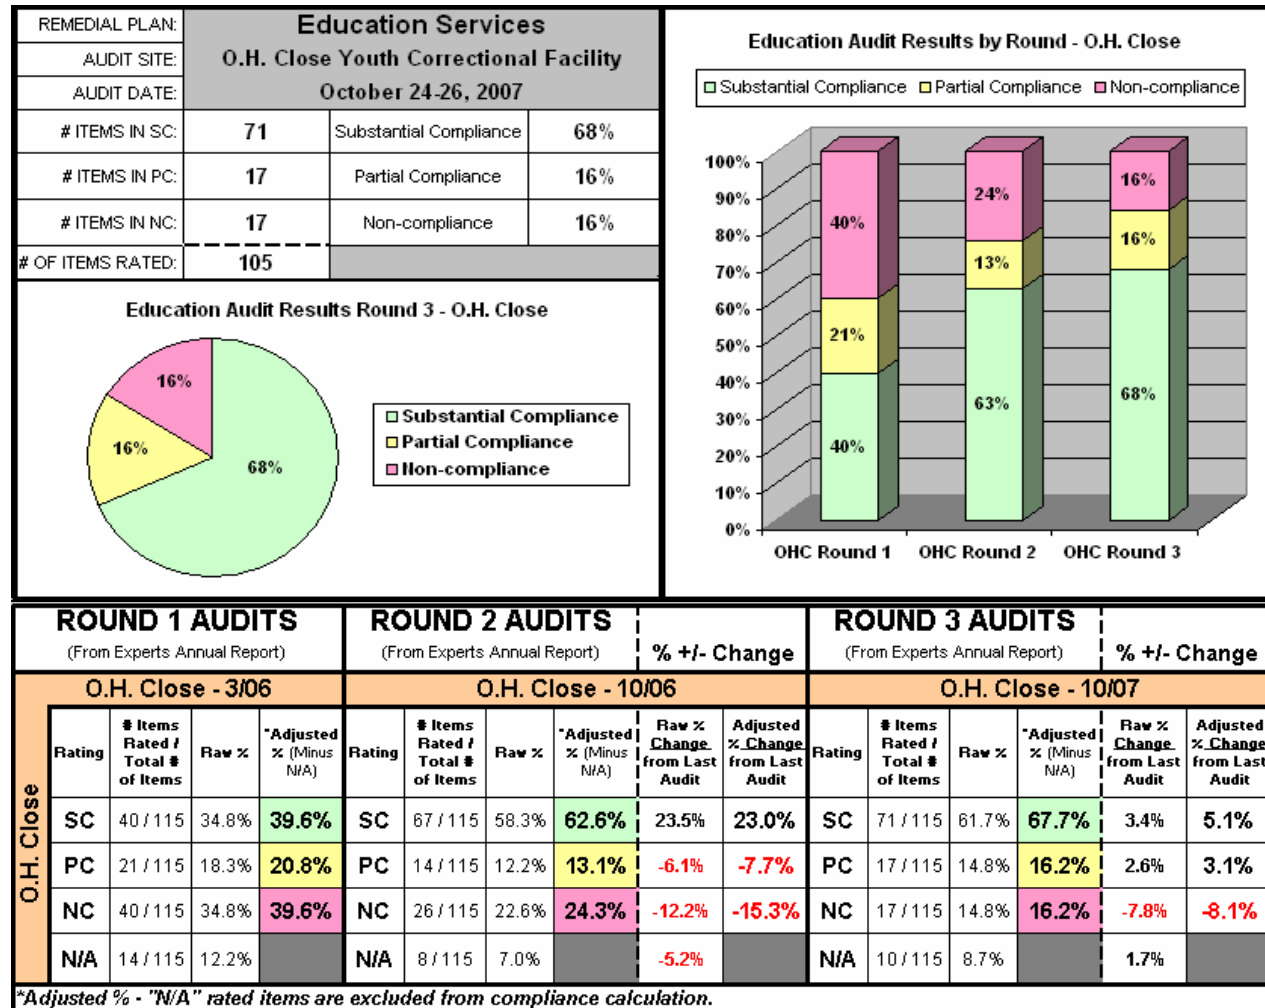 REMEDIAL PLAN: Education Services
AUDIT SITE: O.H. Close Youth Correctional Facility
AUDIT DATE: October 24-26, 2007
# ITEMS IN SC: 71 Substantial Compliance 68%
# ITEMS IN PC: 17 Partial Compliance 16%
# ITEMS IN NC: 17 Non-compliance 16%
# OF ITEMS RATED: 105
Education Audit Results Round 3 - O.H. Close
16%
16%
68%
Substantial Compliance
Partial Compliance
Non-compliance
Education Audit Results by Round - O.H. Close
Substantial Compliance Partial Compliance Non-compliance
100%
90%
80%
70%
60%
50%
40%
30%
20%
10%
0%
40% 24% 16%
21% 13% 16%
40% 63% 68%
OHC Round 1 OHC Round 2 OHC Round 3
ROUND 1 AUDITS ROUND 2 AUDITS ROUND 3 AUDITS
(From Experts Annual Report) (From Experts Annual Report) % +/- Change (From Experts Annual Report) % +/- Change
O.H. Close - 3/06 O.H. Close - 10/06 O.H. Close - 10/07
O.H. Close
Rating # Items Rated / Total # of Items Raw % *Adjusted % (Minus N/A) Rating # Items Rated / Total # of Items Raw % *Adjusted % (Minus N/A) Raw % Change from Last Audit Adjusted % Change from Last Audit Rating # Items Rated / Total # of Items Raw % *Adjusted % (Minus N/A) Raw % Change from Last Audit Adjusted % Change from Last Audit
SC 40 / 115 34.8% 39.6% SC 67 / 115 58.3% 62.6% 23.5% 23.0% SC 71 / 115 61.7% 67.7% 3.4% 5.1%
PC 21 / 115 18.3% 20.8% PC 14 / 115 12.2% 13.1% -6.1% -7.7% PC 17 / 115 14.8% 16.2% 2.6% 3.1%
NC 40 / 115 34.8% 39.6% NC 26 / 115 22.6% 24.3% -12.2% -15.3% NC 17 / 115 14.8% 16.2% -7.8% -8.1%
N/A 14 / 115 12.2% N/A 8 / 115 7.0% -5.2% N/A 10 / 115 8.7% 1.7%
*Adjusted % - "N/A" rated items are excluded from compliance calculation.